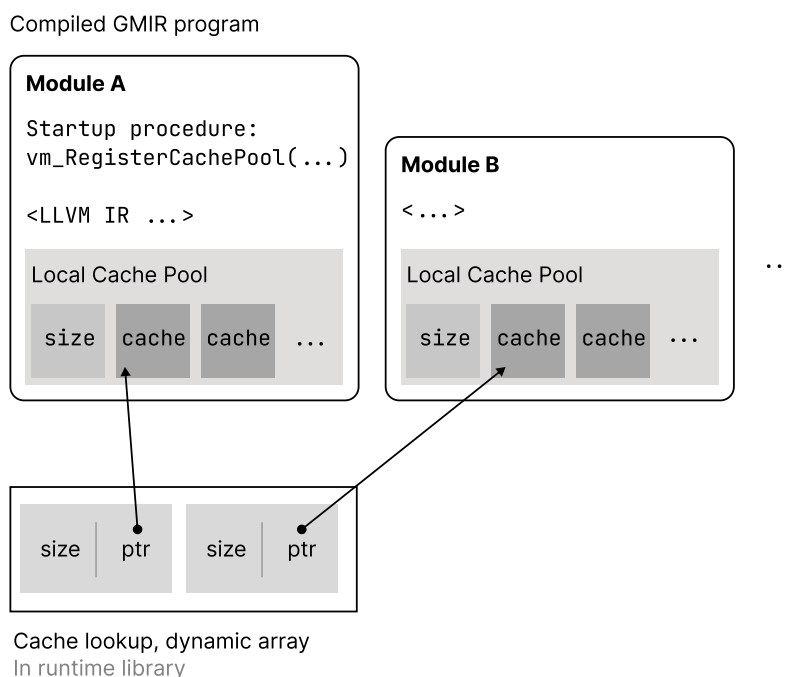 Compiled GMIR program
Module A
Startup procedure:
vm_RegisterCachePool(...)
<LLVM IR ...>
Local Cache Pool
size cache cache ...
Module B
<...>
Local Cache Pool
size cache cache ...
..
size ptr size ptr
Cache lookup, dynamic array
In runtime library